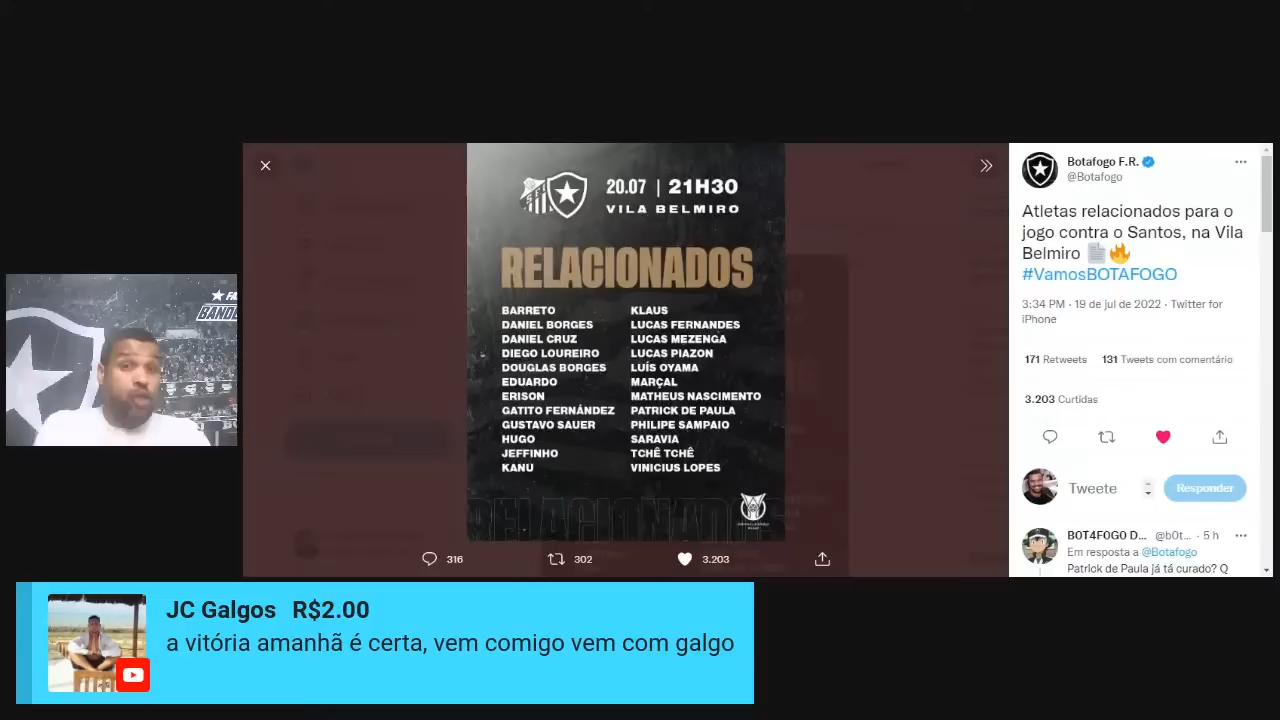 20.07 | 21H30
VILA BELMIRO
RELACIONADOS
BARRETO
DANIEL BORGES
DANIEL CRUZ
DIEGO LOUREIRO
DOUGLAS BORGES
EDUARDO
ERISON
GATITO FERNÁNDEZ
GUSTAVO SAUER
HUGO
JEFFINHO
KANU
KLAUS
LUCAS FERNANDES
LUCAS MEZENGA
LUCAS PIAZON
LUÍS OYAMA
MARÇAL
MATHEUS NASCIMENTO
PATRICK DE PAULA
PHILIPE SAMPAIO
SARAVIA
TCHÊ TCHÊ
VINICIUS LOPES
RELACIONADOS
316
302
3.203
Botafogo F.R.
@Botafogo
Atletas relacionados para o
jogo contra o Santos, na Vila
Belmiro 📄🔥
#VamosBOTAFOGO
3:34 PM · 19 de jul de 2022 · Twitter for
iPhone
171 Retweets 131 Tweets com comentário
3.203 Curtidas
Tweete
Responder
B0T4FOGO D... @b0t... · 5 h
Em resposta a @Botafogo
Patrick de Paula já tá curado? Q
JC Galgos R$2.00
a vitória amanhã é certa, vem comigo vem com galgo